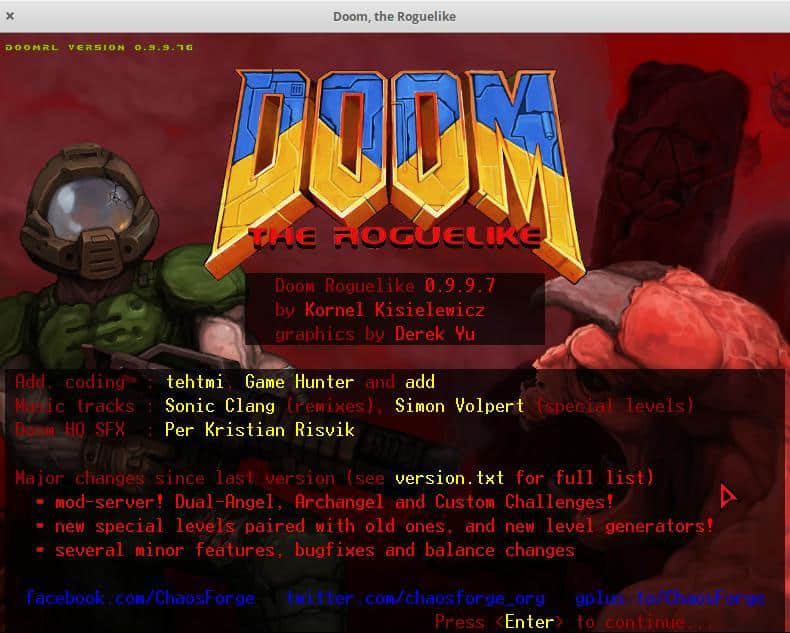 Doom, the Roguelike
DOOMRL VERSION 0.9.9.7G
DOOM
THE ROGUELIKE
Doom Roguelike 0.9.9.7
by Kornel Kisielewicz
graphics by Derek Yu
Add. coding : tehtmi, Game Hunter and add
Music tracks : Sonic Clang (remixes), Simon Volpert (special levels)
Doom HQ SFX : Per Kristian Risvik
Major changes since last version (see version.txt for full list)
• mod-server! Dual-Angel, Archangel and Custom Challenges!
• new special levels paired with old ones, and new level generators!
• several minor features, bugfixes and balance changes
facebook.com/ChaosForge twitter.com/chaosforge_org gplus.to/ChaosForge
Press <Enter> to continue...